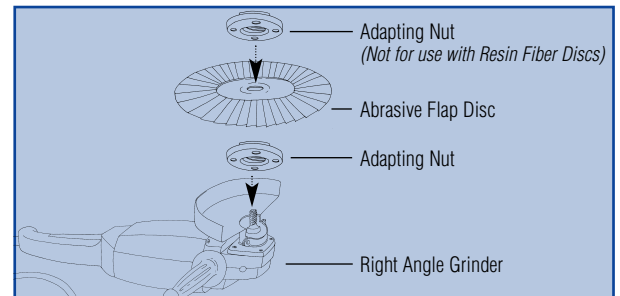 Adapting Nut
(Not for use with Resin Fiber Discs)
Abrasive Flap Disc
Adapting Nut
Right Angle Grinder